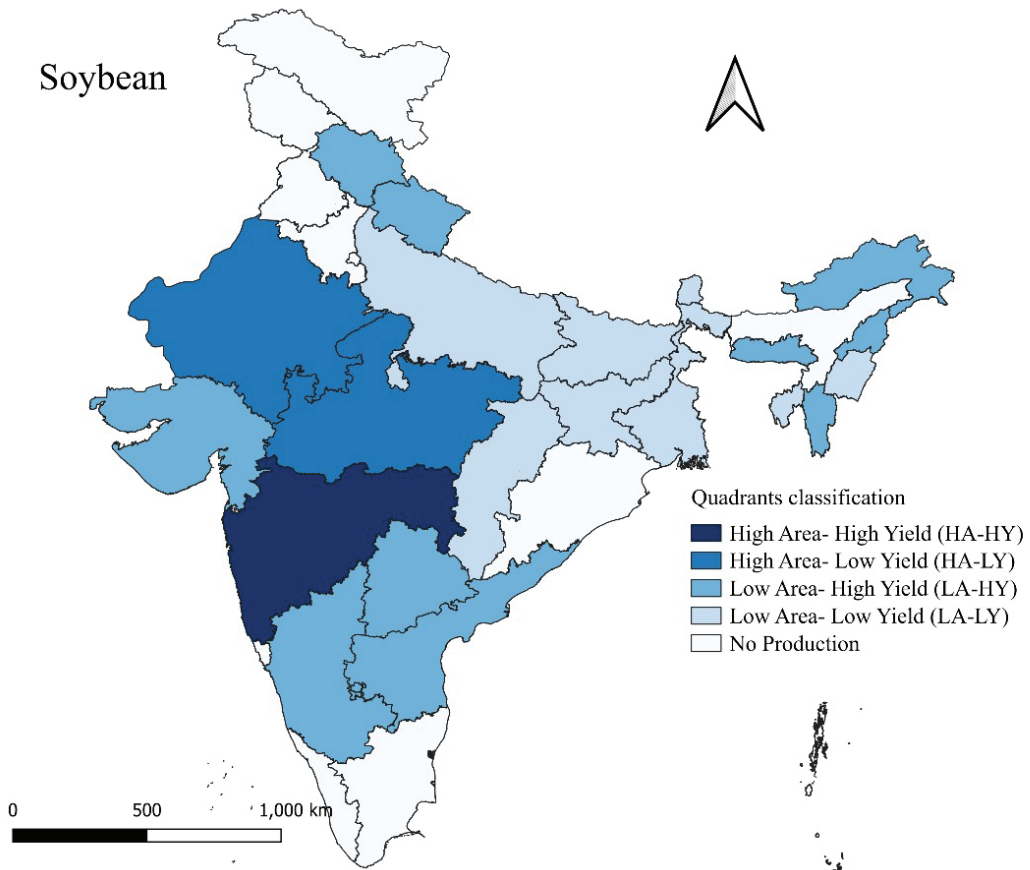 Soybean
Quadrants classification
High Area- High Yield (HA-HY)
High Area- Low Yield (HA-LY)
Low Area- High Yield (LA-HY)
Low Area- Low Yield (LA-LY)
No Production
0 500 1,000 km